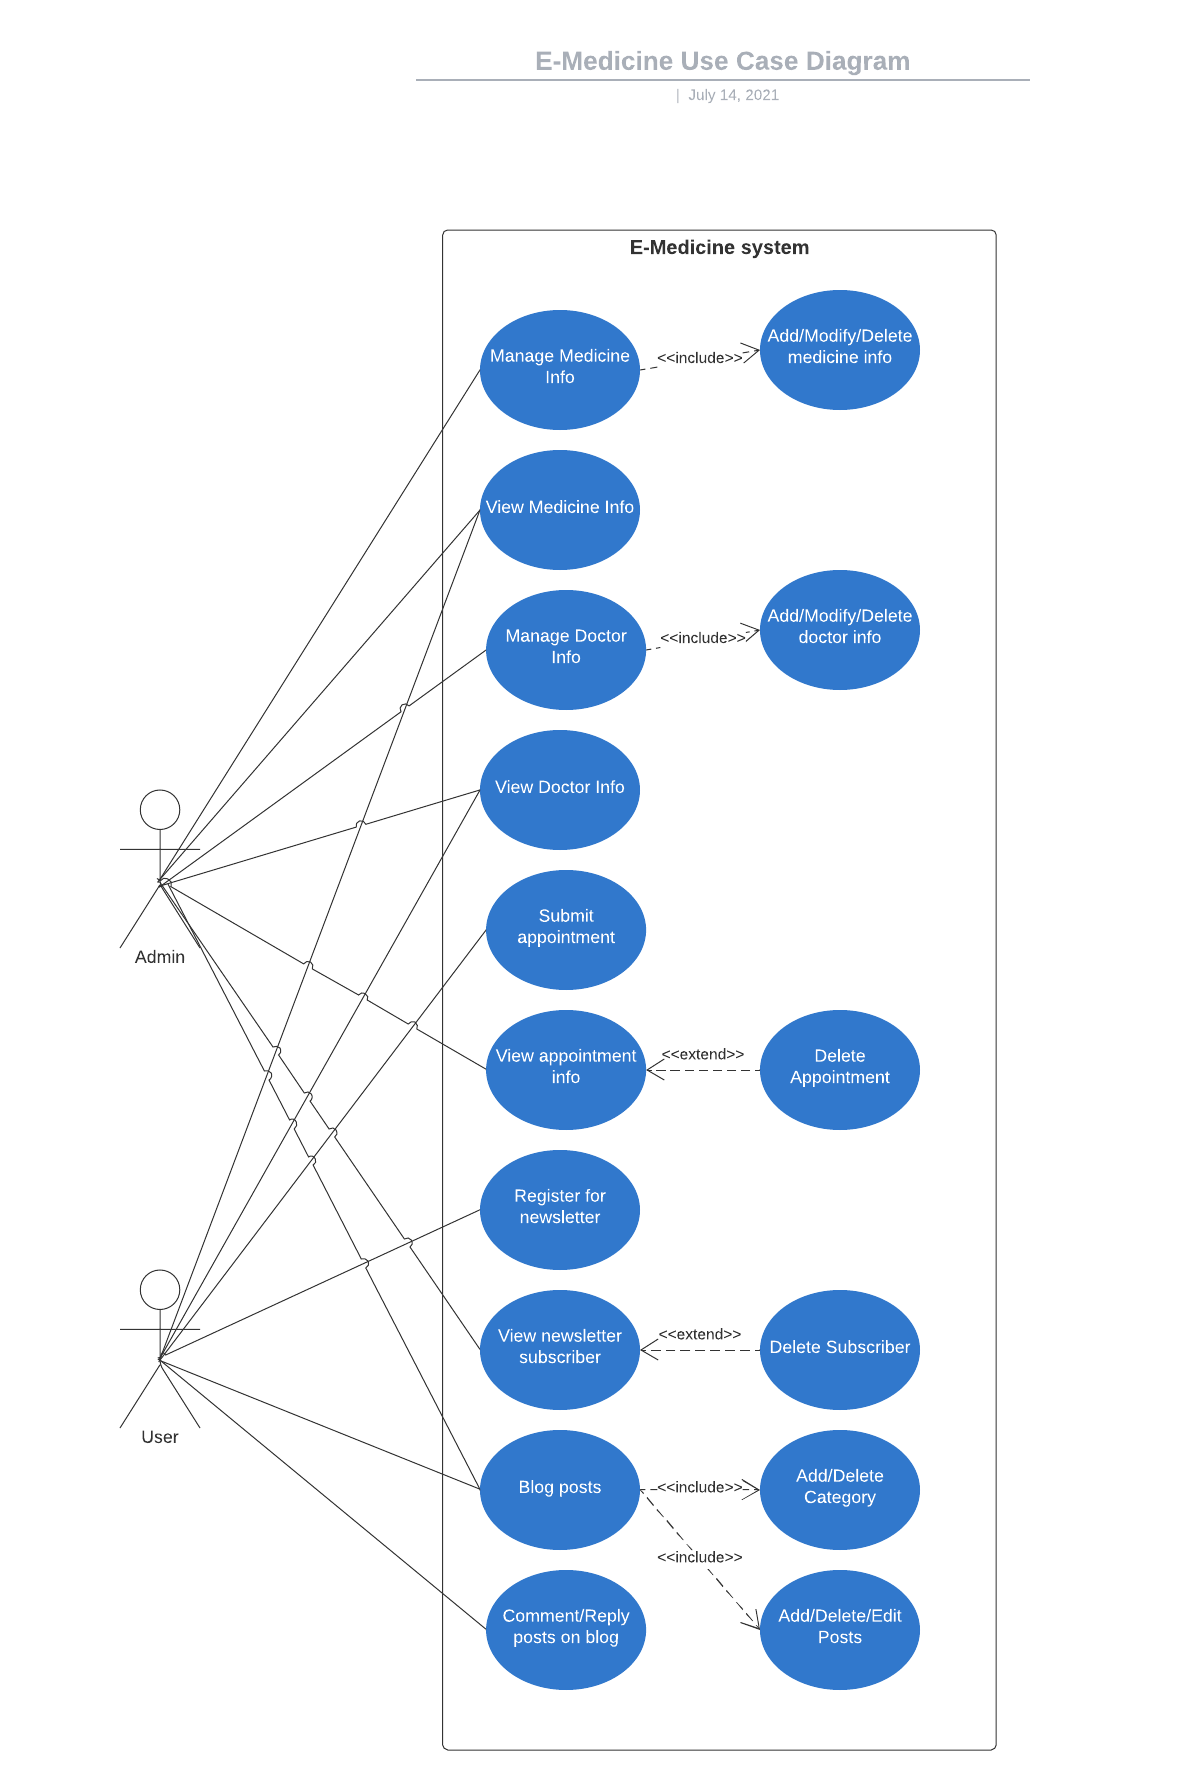 E-Medicine Use Case Diagram
| July 14, 2021
E-Medicine system
Manage Medicine
Info
<<include>>
Add/Modify/Delete
medicine info
View Medicine Info
Manage Doctor
Info
<<include>>
Add/Modify/Delete
doctor info
View Doctor Info
Admin
Submit
appointment
View appointment
info
<<extend>>
Delete
Appointment
Register for
newsletter
View newsletter
subscriber
<<extend>>
Delete Subscriber
User
Blog posts
<<include>>
Add/Delete
Category
<<include>>
Comment/Reply
posts on blog
Add/Delete/Edit
Posts